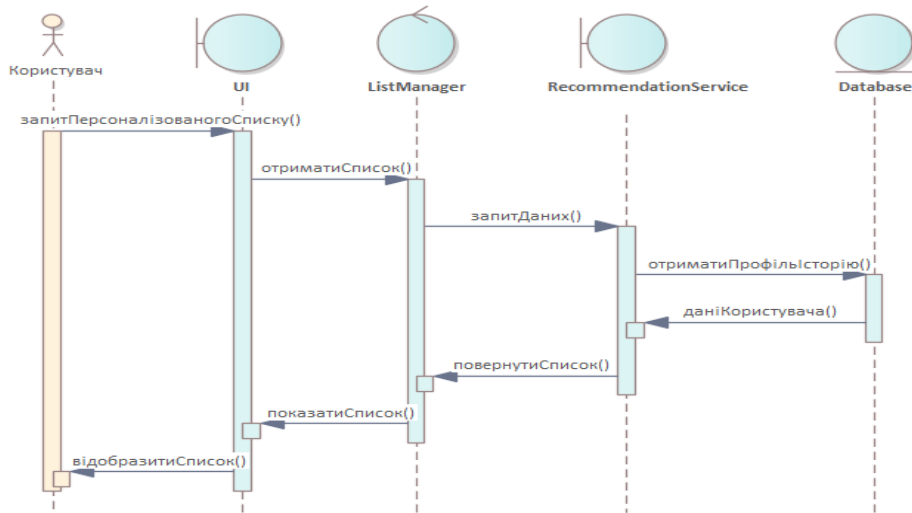 Користувач
UI
ListManager
RecommendationService
Database
запитПерсоналізованогоСписку()
отриматиСписок()
запитДаних()
отриматиПрофільІсторію()
даніКористувача()
повернутиСписок()
показатиСписок()
відобразитиСписок()